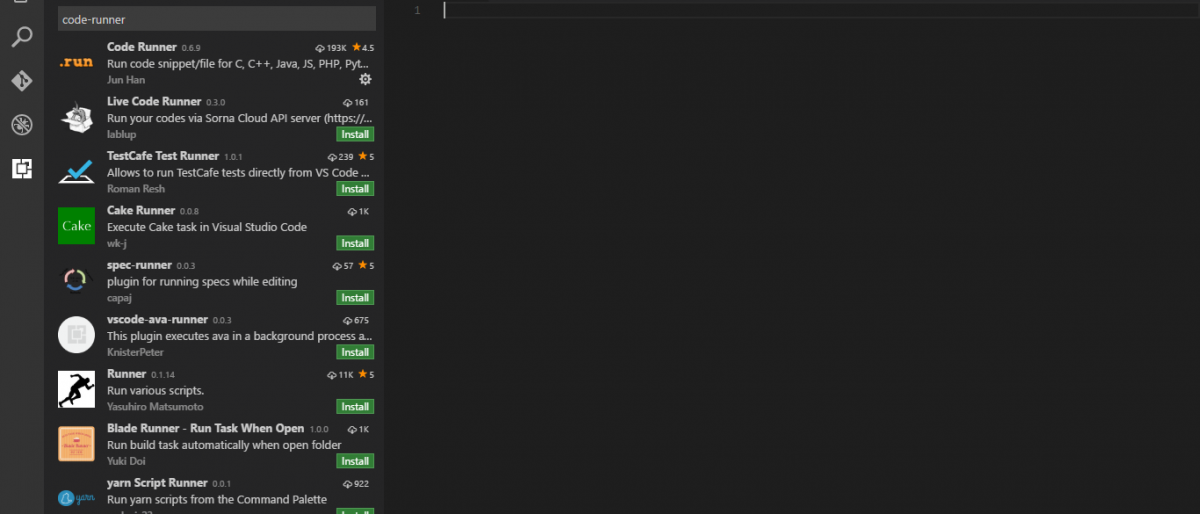 code-runner
1
Code Runner 0.6.9 193K 4.5
.run
Run code snippet/file for C, C++, Java, JS, PHP, Pyt...
Jun Han
Live Code Runner 0.3.0 161
Run your codes via Sorna Cloud API server (https://...
lablup
Install
TestCafe Test Runner 1.0.1 239 5
Allows to run TestCafe tests directly from VS Code ...
Roman Resh
Install
Cake Runner 0.0.8 1K
Cake
Execute Cake task in Visual Studio Code
wk-j
Install
spec-runner 0.0.3 57 5
plugin for running specs while editing
capaj
Install
vscode-ava-runner 0.0.3 675
This plugin executes ava in a background process a...
KnisterPeter
Install
Runner 0.1.14 11K 5
Run various scripts.
Yasuhiro Matsumoto
Install
Blade Runner - Run Task When Open 1.0.0 1K
Run build task automatically when open folder
Yuki Doi
Install
yarn Script Runner 0.0.1 922
yarn
Run yarn scripts from the Command Palette
Install